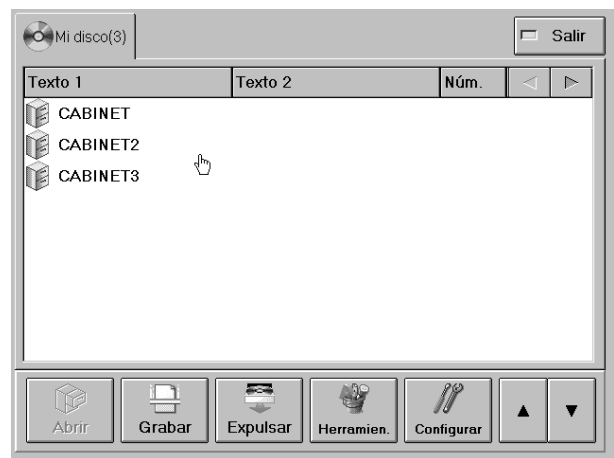 Mi disco(3)
Salir
Texto 1 Texto 2 Núm.
CABINET
CABINET2
CABINET3
Abrir Grabar Expulsar Herramien. Configurar